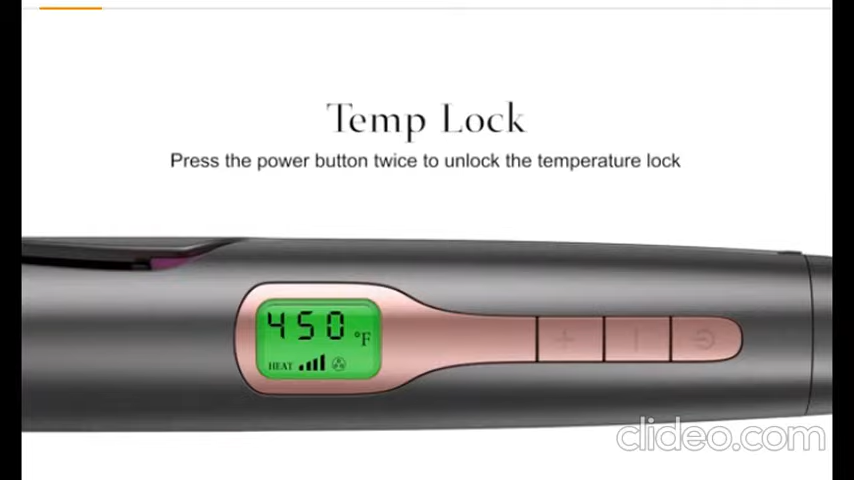 Temp Lock
Press the power button twice to unlock the temperature lock
450 °F
HEAT
clideo.com